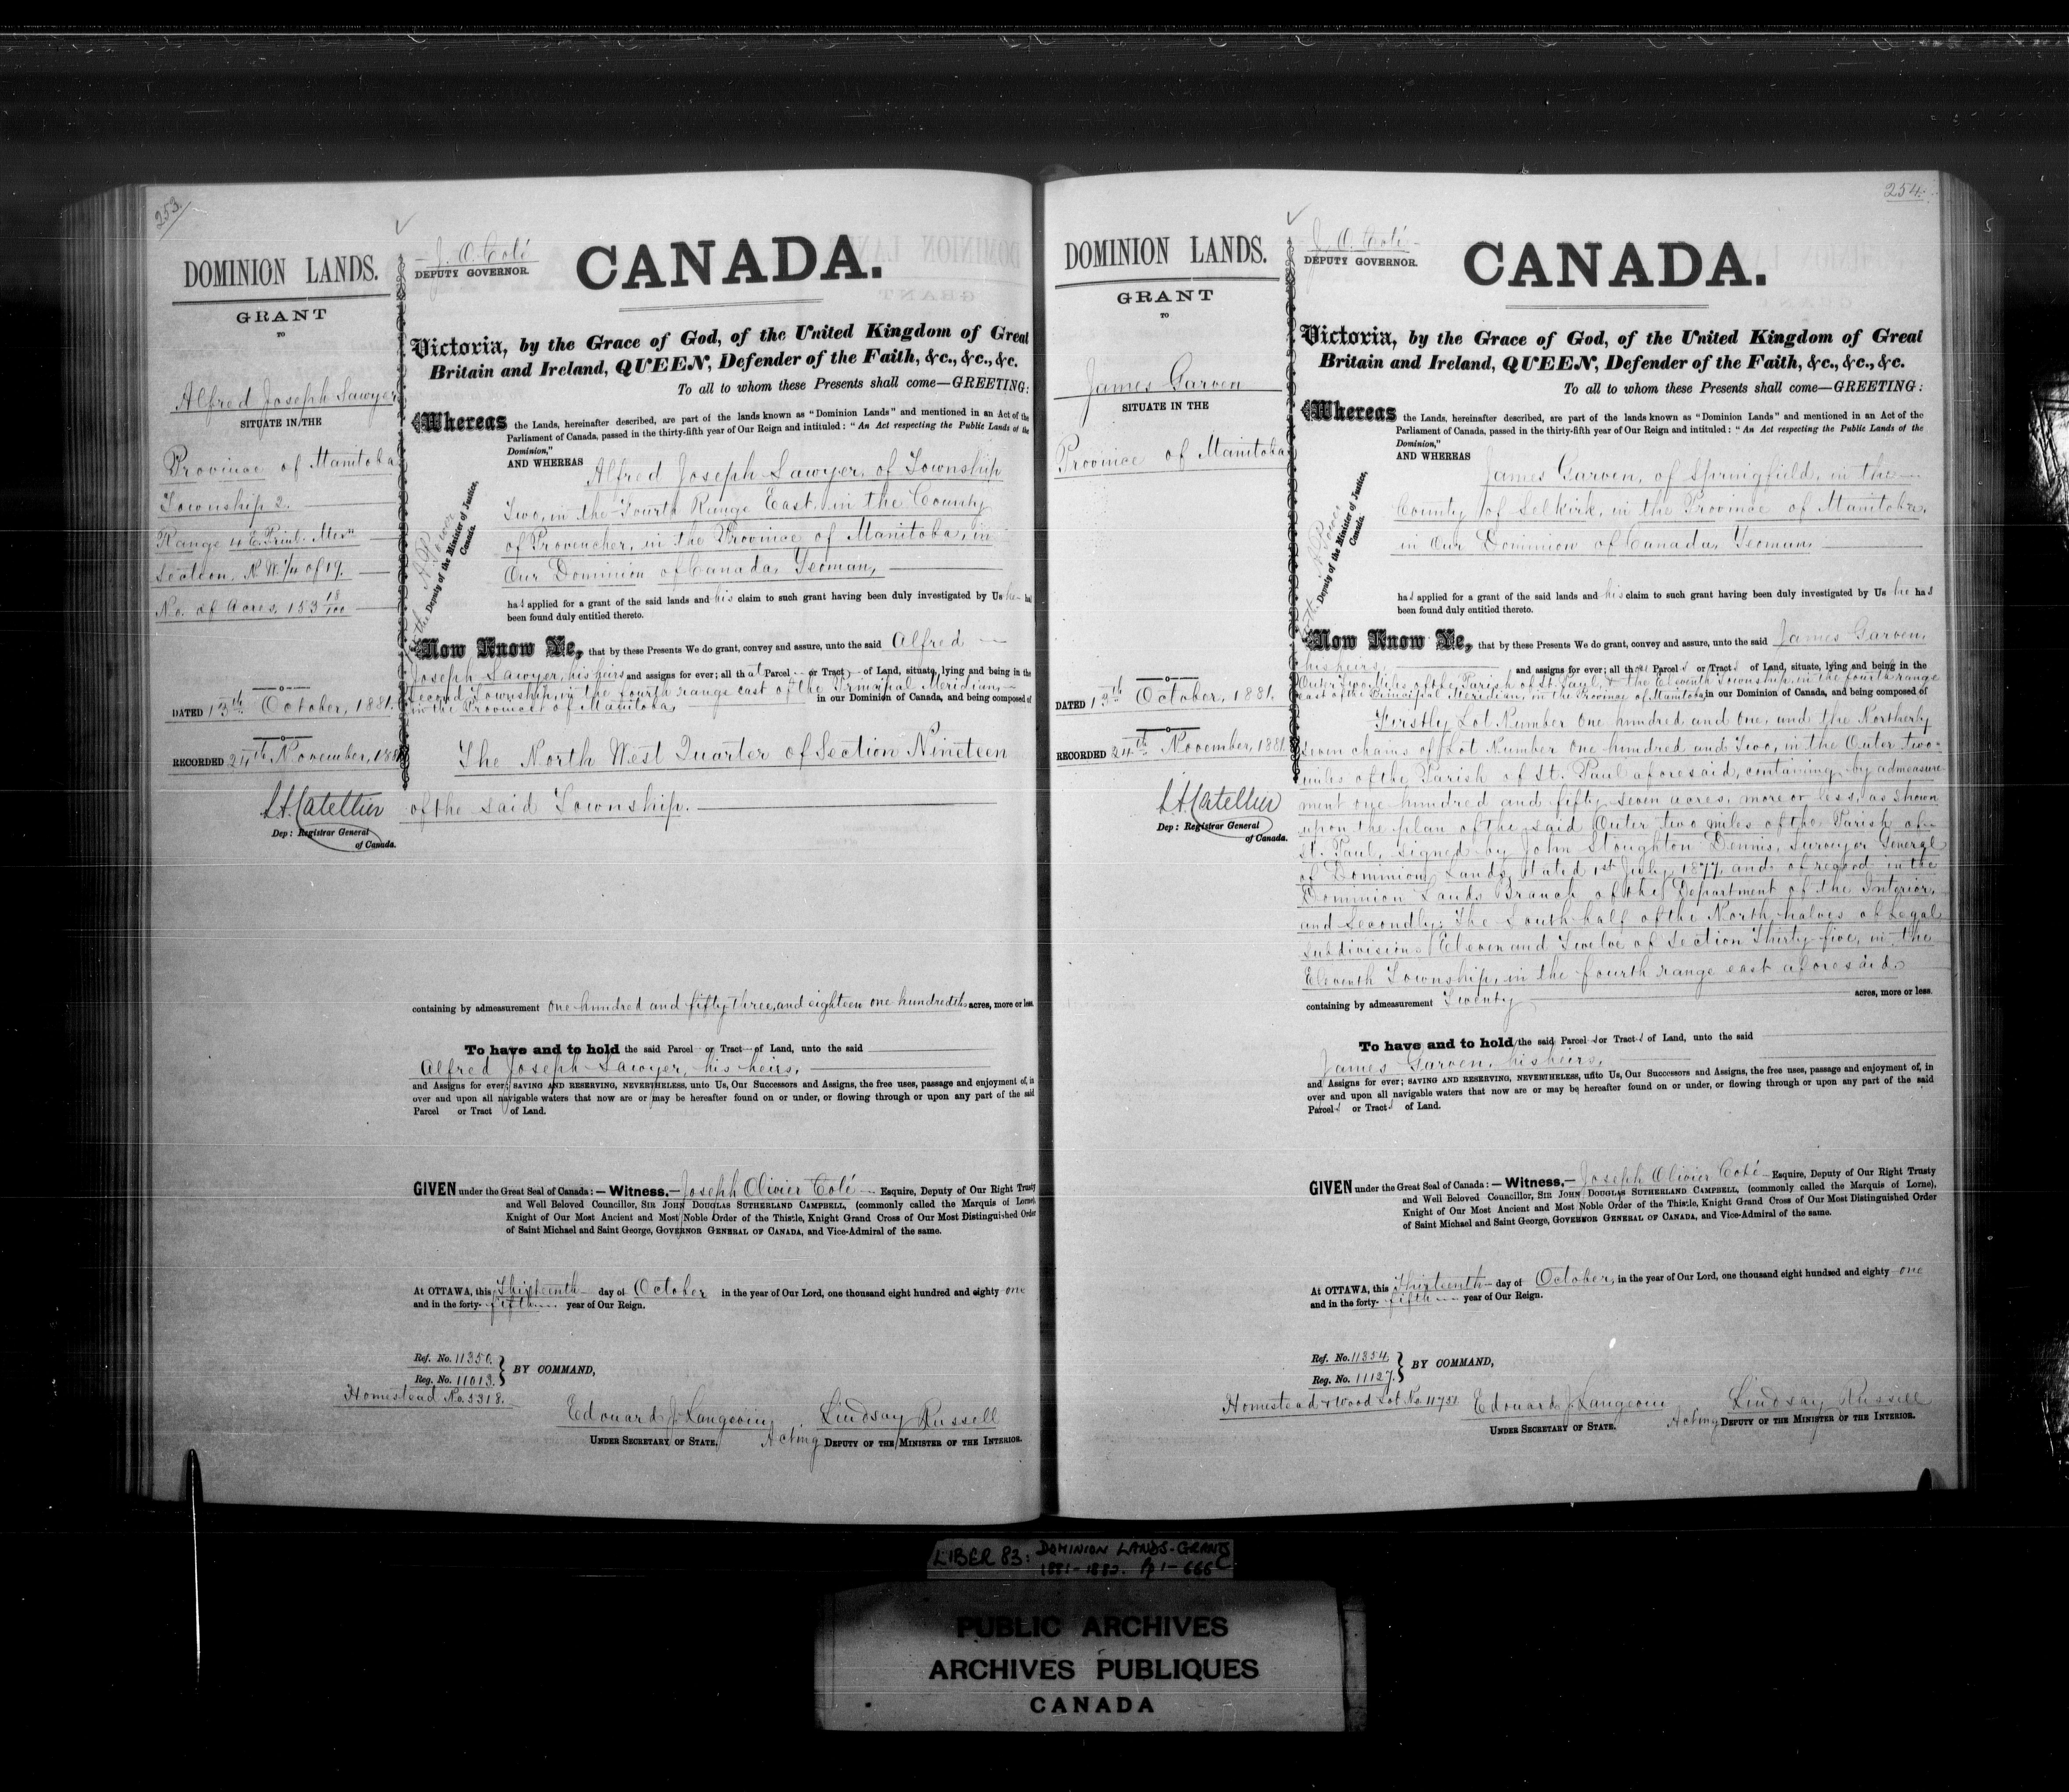 253
DOMINION LANDS.
GRANT
TO
Alfred Joseph Sawyer
SITUATE IN THE
Province of Manitoba
Township 2.
Range 4 E. Prinl. Mern
Section. N.W. 1/4 of 19.
No. of Acres. 153 18/100
DATED 13th October, 1881.
RECORDED 24th November, 1881
L.A. Catellier
Dep: Registrar General
of Canada.
J. O. Coté
DEPUTY GOVERNOR.
CANADA.
Victoria, by the Grace of God, of the United Kingdom of Great
Britain and Ireland, QUEEN, Defender of the Faith, &c., &c., &c.
To all to whom these Presents shall come—GREETING:
Whereas the Lands, hereinafter described, are part of the lands known as "Dominion Lands" and mentioned in an Act of the
Parliament of Canada, passed in the thirty-fifth year of Our Reign and intituled: "An Act respecting the Public Lands of the
Dominion,"
AND WHEREAS Alfred Joseph Sawyer, of Township
Two, in the Fourth Range East, in the County
of Provencher, in the Province of Manitoba, in
Our Dominion of Canada, Yeoman,
Deputy of the Minister of Justice,
Canada.
has applied for a grant of the said lands and his claim to such grant having been duly investigated by Us he had
been found duly entitled thereto.
Now Know Ye, that by these Presents We do grant, convey and assure, unto the said Alfred
Joseph Sawyer, his heirs and assigns for ever; all that Parcel or Tract of Land, situate, lying and being in the
second Township, in the fourth range east of the Principal Meridian,
in the Province of Manitoba, in our Dominion of Canada, and being composed of
The North West Quarter of Section Nineteen
of the said Township.
containing by admeasurement one hundred and fifty three, and eighteen one hundredths acres, more or less.
To have and to hold the said Parcel or Tract of Land, unto the said
Alfred Joseph Sawyer, his heirs,
and Assigns for ever; SAVING AND RESERVING, NEVERTHELESS, unto Us, Our Successors and Assigns, the free uses, passage and enjoyment of, in
over and upon all navigable waters that now are or may be hereafter found on or under, or flowing through or upon any part of the said
Parcel or Tract of Land.
GIVEN under the Great Seal of Canada:—Witness,—Joseph Olivier Coté—Esquire, Deputy of Our Right Trusty
and Well Beloved Councillor, SIR JOHN DOUGLAS SUTHERLAND CAMPBELL, (commonly called the Marquis of Lorne),
Knight of Our Most Ancient and Most Noble Order of the Thistle, Knight Grand Cross of Our Most Distinguished Order
of Saint Michael and Saint George, GOVERNOR GENERAL OF CANADA, and Vice-Admiral of the same.
At OTTAWA, this Thirteenth day of October in the year of Our Lord, one thousand eight hundred and eighty-one
and in the forty-fifth year of Our Reign.
Ref. No. 11350.
Reg. No. 11013.
BY COMMAND,
Homestead No. 5318.
Edouard J. Langevin, Lindsay Russell
UNDER SECRETARY OF STATE, Acting DEPUTY OF THE MINISTER OF THE INTERIOR.
254
DOMINION LANDS.
GRANT
TO
James Garven
SITUATE IN THE
Province of Manitoba
DATED 13th October, 1881.
RECORDED 24th November, 1881
L.A. Catellier
Dep: Registrar General
of Canada.
J. O. Coté
DEPUTY GOVERNOR.
CANADA.
Victoria, by the Grace of God, of the United Kingdom of Great
Britain and Ireland, QUEEN, Defender of the Faith, &c., &c., &c.
To all to whom these Presents shall come—GREETING:
Whereas the Lands, hereinafter described, are part of the lands known as "Dominion Lands" and mentioned in an Act of the
Parliament of Canada, passed in the thirty-fifth year of Our Reign and intituled: "An Act respecting the Public Lands of the
Dominion,"
AND WHEREAS James Garven, of Springfield, in the
County of Selkirk, in the Province of Manitoba,
in Our Dominion of Canada, Yeoman,
Deputy of the Minister of Justice,
Canada.
has applied for a grant of the said lands and his claim to such grant having been duly investigated by Us he had
been found duly entitled thereto.
Now Know Ye, that by these Presents We do grant, convey and assure, unto the said James Garven,
his heirs, and assigns for ever; all those Parcels or Tracts of Land, situate, lying and being in the
Outer Two Miles of the Parish of St. Paul, & the Eleventh Township, in the fourth range
east of the Principal Meridian, in the Province of Manitoba, in our Dominion of Canada, and being composed of
Firstly Lot Number one hundred and one, and the Northerly
seven chains of Lot Number one hundred and Two, in the Outer two
miles of the Parish of St. Paul aforesaid, containing by admeasure-
ment one hundred and fifty seven acres, more or less, as shown
upon the plan of the said Outer two miles of the Parish of
St. Paul, signed by John Stoughton Dennis, Surveyor General
of Dominion Lands, dated 1st July, 1877, and of record in the
Dominion Lands Branch of the Department of the Interior,
and Secondly: The South half of the North halves of Legal
subdivisions Eleven and Twelve of Section Thirty five, in the
Eleventh Township, in the fourth range east aforesaid.
containing by admeasurement Twenty acres, more or less.
To have and to hold the said Parcels or Tracts of Land, unto the said
James Garven, his heirs,
and Assigns for ever; SAVING AND RESERVING, NEVERTHELESS, unto Us, Our Successors and Assigns, the free uses, passage and enjoyment of, in
over and upon all navigable waters that now are or may be hereafter found on or under, or flowing through or upon any part of the said
Parcels or Tracts of Land.
GIVEN under the Great Seal of Canada:—Witness,—Joseph Olivier Coté—Esquire, Deputy of Our Right Trusty
and Well Beloved Councillor, SIR JOHN DOUGLAS SUTHERLAND CAMPBELL, (commonly called the Marquis of Lorne),
Knight of Our Most Ancient and Most Noble Order of the Thistle, Knight Grand Cross of Our Most Distinguished Order
of Saint Michael and Saint George, GOVERNOR GENERAL OF CANADA, and Vice-Admiral of the same.
At OTTAWA, this Thirteenth day of October, in the year of Our Lord, one thousand eight hundred and eighty-one
and in the forty-fifth year of Our Reign.
Ref. No. 11354.
Reg. No. 11127.
BY COMMAND,
Homestead & Wood Lot No.
Edouard J. Langevin Lindsay Russell
UNDER SECRETARY OF STATE. Acting DEPUTY OF THE MINISTER OF THE INTERIOR.
LIBER 83: DOMINION LANDS-GRANTS
1881-1882. p 1-666
PUBLIC ARCHIVES
ARCHIVES PUBLIQUES
CANADA